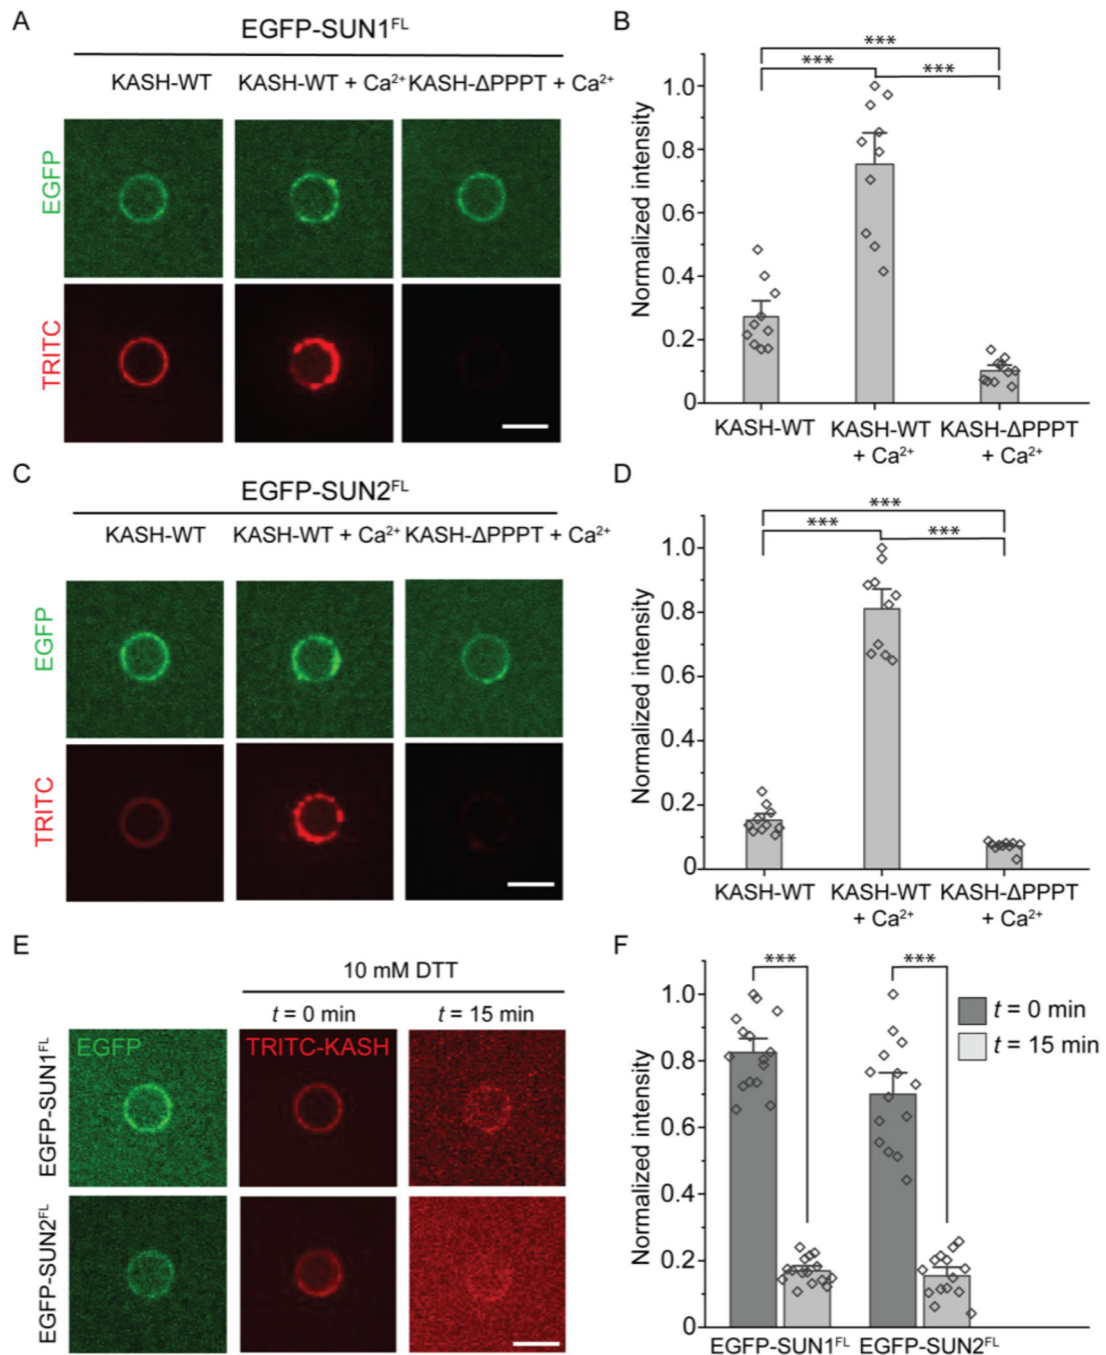 A
EGFP-SUN1FL
KASH-WT
KASH-WT + Ca2+
KASH-ΔPPPT + Ca2+
EGFP
TRITC
B
***
***
***
Normalized intensity
1.0
0.8
0.6
0.4
0.2
0
KASH-WT
KASH-WT
+ Ca2+
KASH-ΔPPPT
+ Ca2+
C
EGFP-SUN2FL
KASH-WT
KASH-WT + Ca2+
KASH-ΔPPPT + Ca2+
EGFP
TRITC
D
***
***
***
Normalized intensity
1.0
0.8
0.6
0.4
0.2
0
KASH-WT
KASH-WT
+ Ca2+
KASH-ΔPPPT
+ Ca2+
E
10 mM DTT
t = 0 min
t = 15 min
EGFP
TRITC-KASH
EGFP-SUN1FL
EGFP-SUN2FL
F
***
***
Normalized intensity
1.0
0.8
0.6
0.4
0.2
0
t = 0 min
t = 15 min
EGFP-SUN1FL
EGFP-SUN2FL